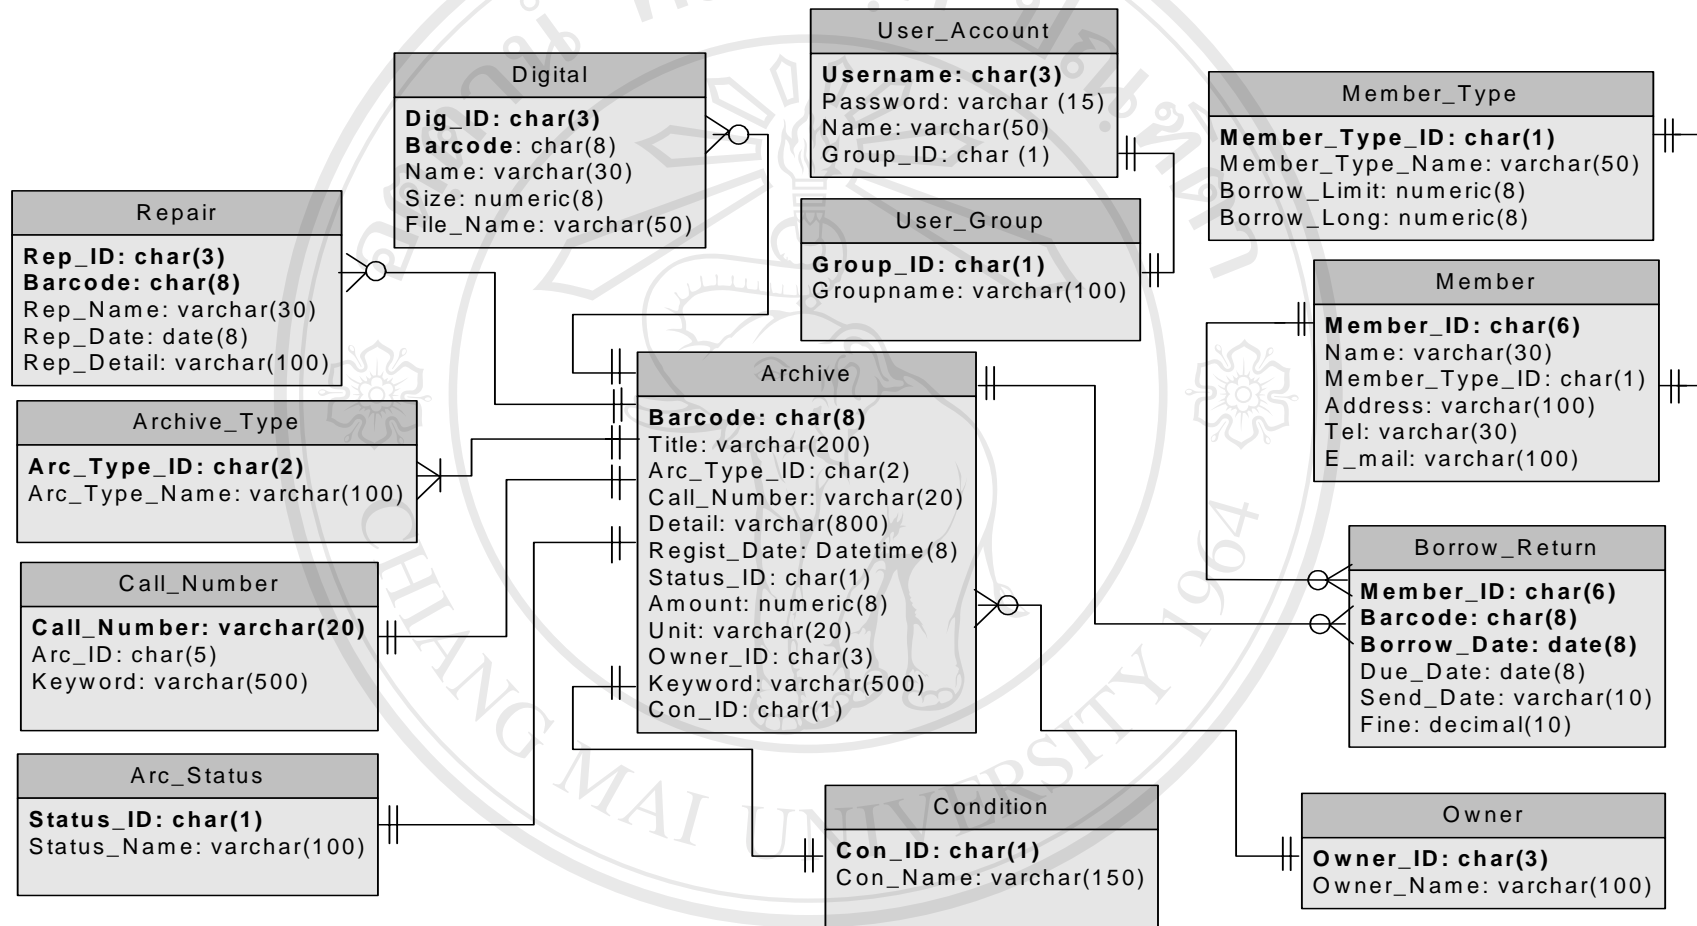 User_Account
Username: char(3)
Password: varchar (15)
Name: varchar(50)
Group_ID: char (1)
Digital
Dig_ID: char(3)
Barcode: char(8)
Name: varchar(30)
Size: numeric(8)
File_Name: varchar(50)
Member_Type
Member_Type_ID: char(1)
Member_Type_Name: varchar(50)
Borrow_Limit: numeric(8)
Borrow_Long: numeric(8)
Repair
Rep_ID: char(3)
Barcode: char(8)
Rep_Name: varchar(30)
Rep_Date: date(8)
Rep_Detail: varchar(100)
User_Group
Group_ID: char(1)
Groupname: varchar(100)
Member
Member_ID: char(6)
Name: varchar(30)
Member_Type_ID: char(1)
Address: varchar(100)
Tel: varchar(30)
E_mail: varchar(100)
Archive
Barcode: char(8)
Title: varchar(200)
Arc_Type_ID: char(2)
Call_Number: varchar(20)
Detail: varchar(800)
Regist_Date: Datetime(8)
Status_ID: char(1)
Amount: numeric(8)
Unit: varchar(20)
Owner_ID: char(3)
Keyword: varchar(500)
Con_ID: char(1)
Archive_Type
Arc_Type_ID: char(2)
Arc_Type_Name: varchar(100)
Borrow_Return
Member_ID: char(6)
Barcode: char(8)
Borrow_Date: date(8)
Due_Date: date(8)
Send_Date: varchar(10)
Fine: decimal(10)
Call_Number
Call_Number: varchar(20)
Arc_ID: char(5)
Keyword: varchar(500)
Arc_Status
Status_ID: char(1)
Status_Name: varchar(100)
Condition
Con_ID: char(1)
Con_Name: varchar(150)
Owner
Owner_ID: char(3)
Owner_Name: varchar(100)
CHIANG MAI UNIVERSITY 1964